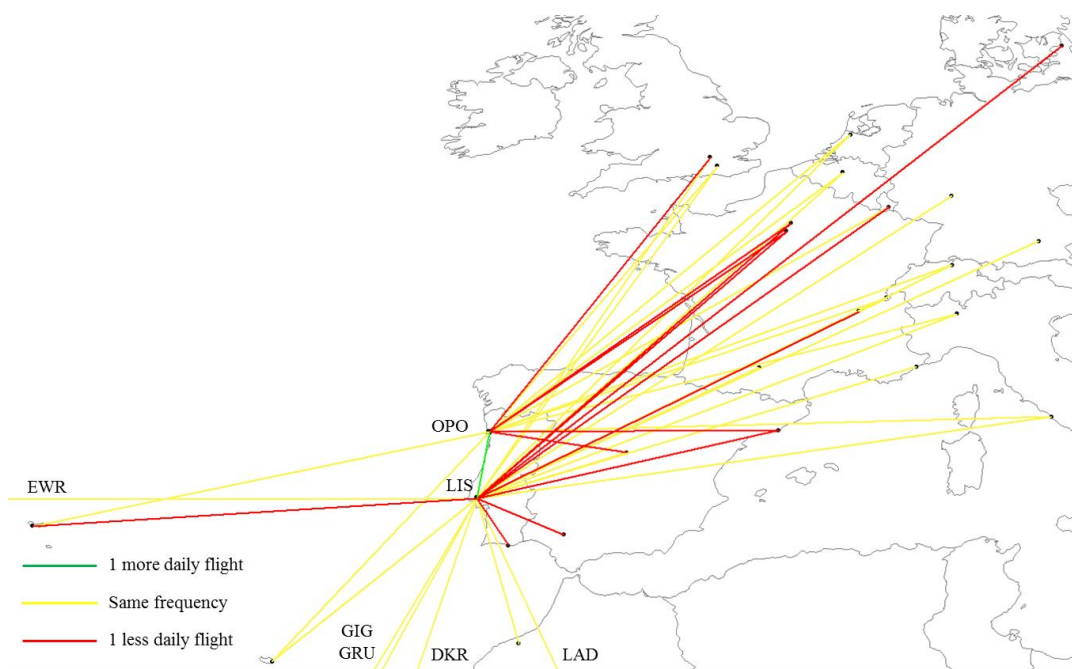 OPO
LIS
EWR
1 more daily flight
Same frequency
1 less daily flight
GIG
GRU
DKR
LAD